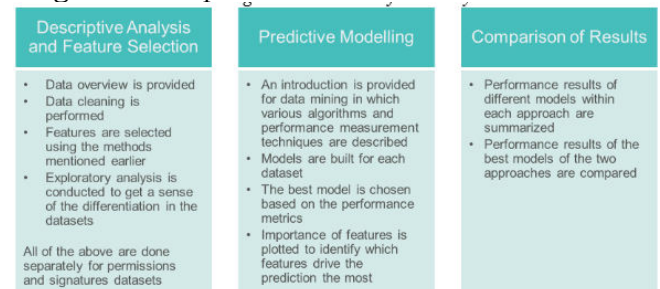 Descriptive Analysis
and Feature Selection
• Data overview is provided
• Data cleaning is
performed
• Features are selected
using the methods
mentioned earlier
• Exploratory analysis is
conducted to get a sense
of the differentiation in the
datasets
All of the above are done
separately for permissions
and signatures datasets
Predictive Modelling
• An introduction is provided
for data mining in which
various algorithms and
performance measurement
techniques are described
• Models are built for each
dataset
• The best model is chosen
based on the performance
metrics
• Importance of features is
plotted to identify which
features drive the
prediction the most
Comparison of Results
• Performance results of
different models within
each approach are
summarized
• Performance results of the
best models of the two
approaches are compared